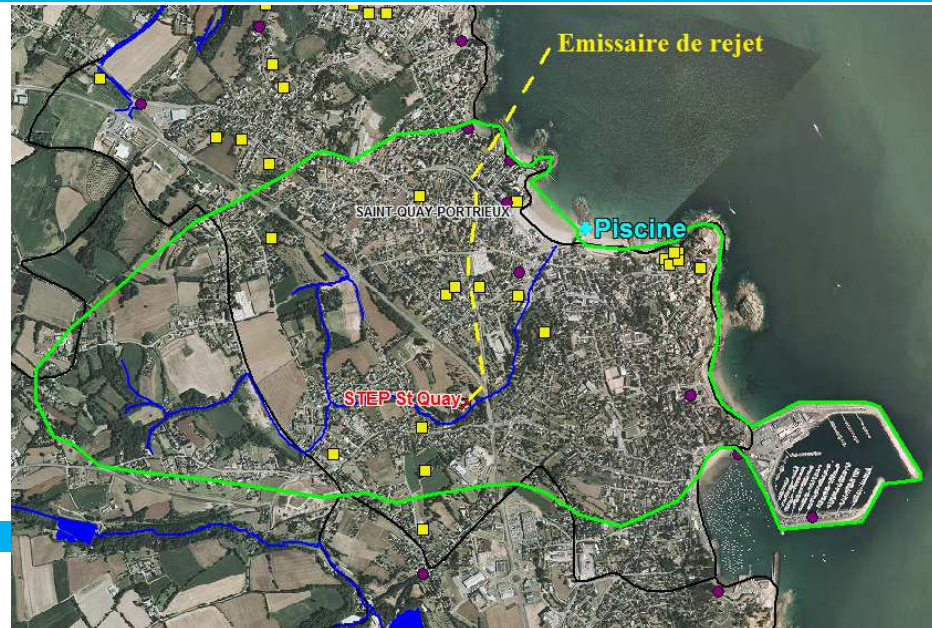 Emissaire de rejet
SAINT-QUAY-PORTRIEUX
Piscine
STEP St Quay